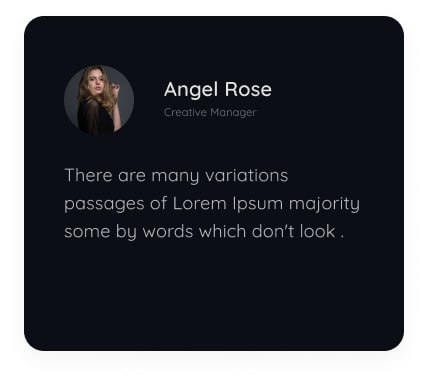 Angel Rose
Creative Manager
There are many variations
passages of Lorem Ipsum majority
some by words which don't look .